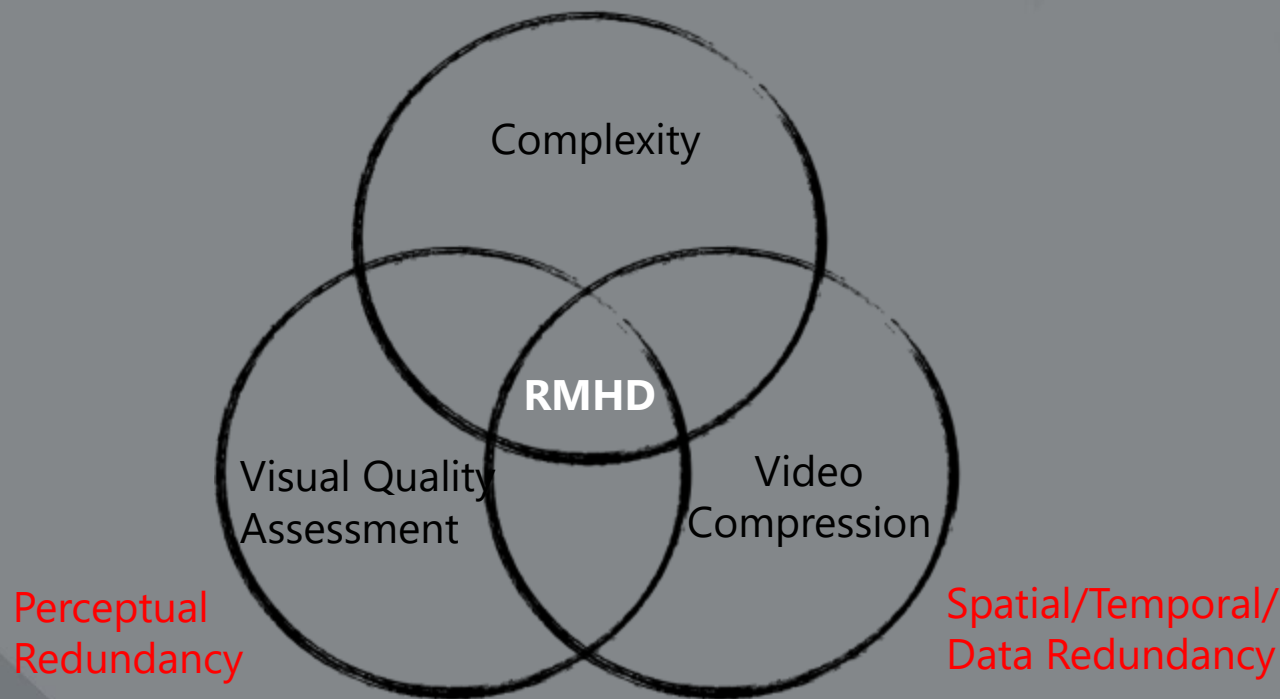 Complexity
RMHD
Visual Quality
Assessment
Video
Compression
Perceptual
Redundancy
Spatial/Temporal/
Data Redundancy